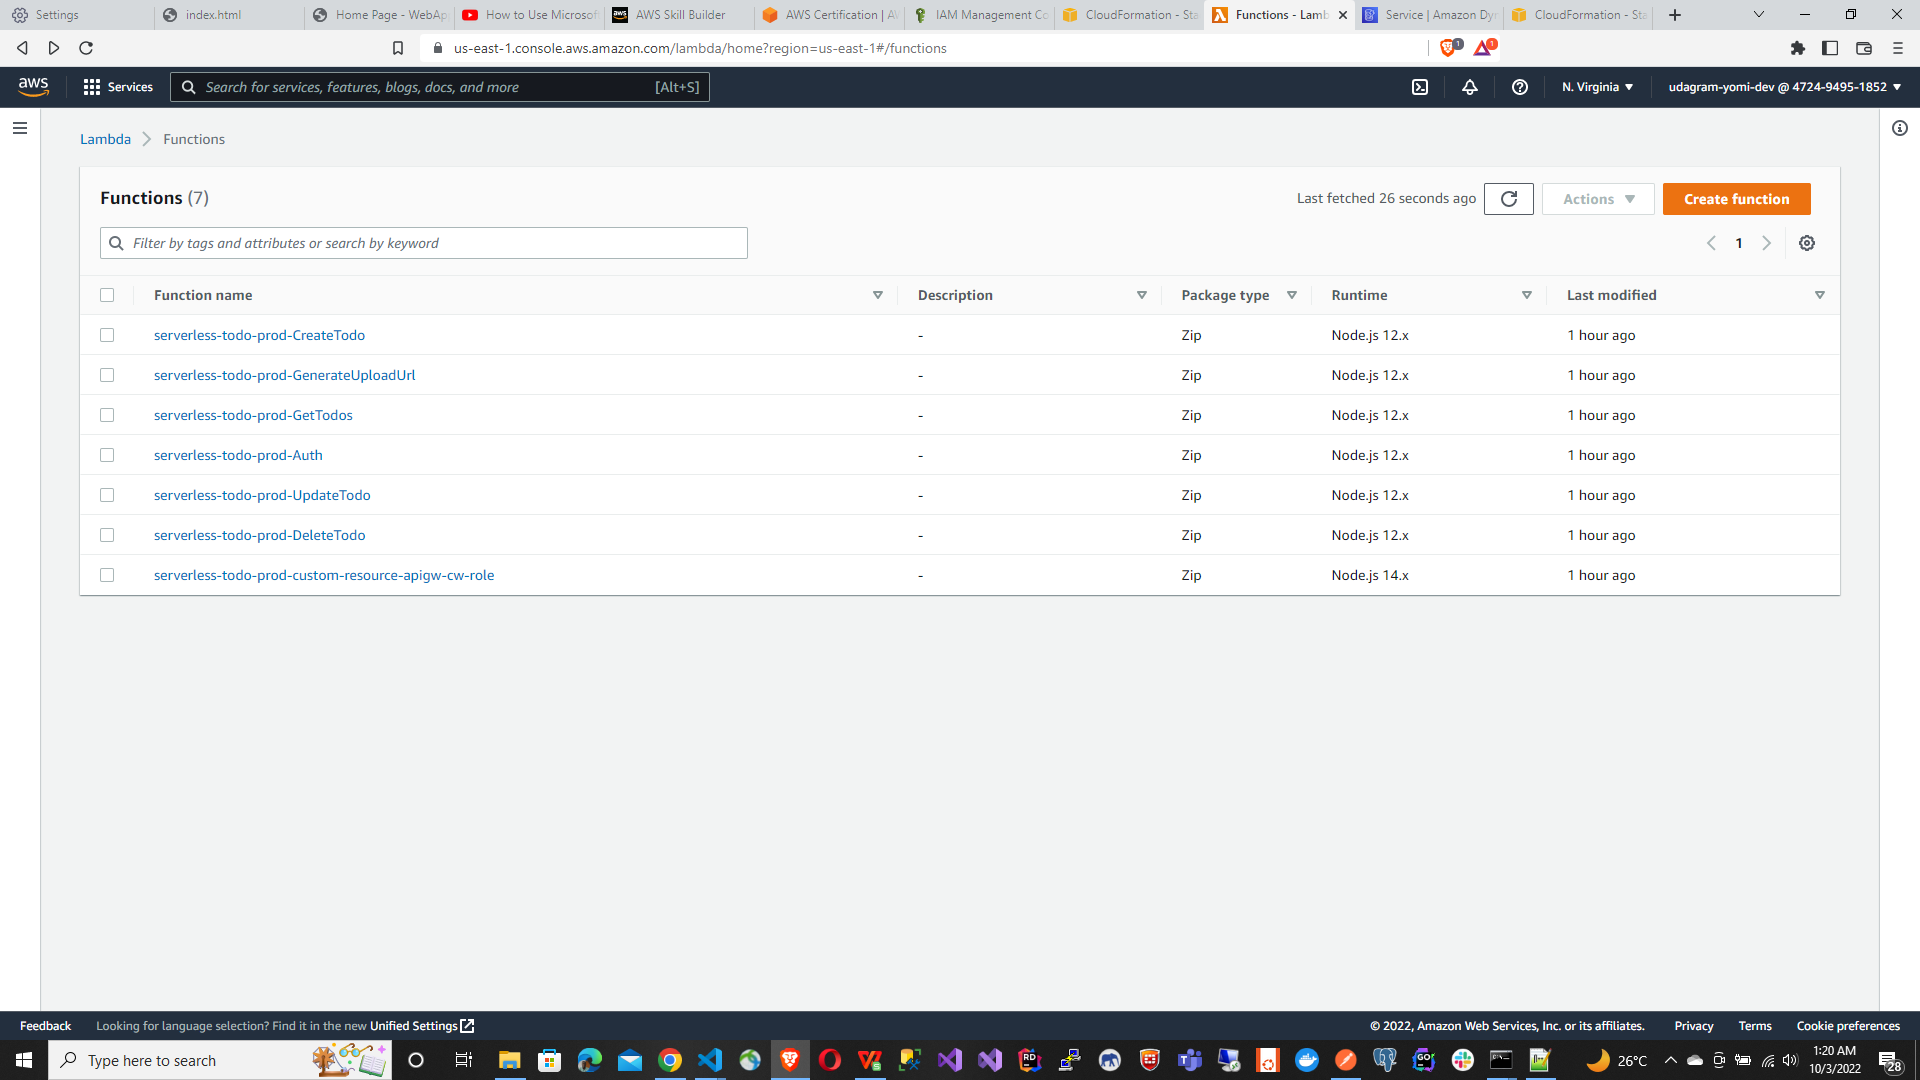 Settings
index.html
Home Page - WebAp
How to Use Microsof
AWS Skill Builder
AWS Certification | A
IAM Management Co
CloudFormation - Sta
Functions - Lamb
Service | Amazon Dy
CloudFormation - Sta
us-east-1.console.aws.amazon.com/lambda/home?region=us-east-1#/functions
1
1
aws
Services
Search for services, features, blogs, docs, and more
[Alt+S]
N. Virginia
udagram-yomi-dev @ 4724-9495-1852
Lambda
Functions
Functions (7)
Last fetched 26 seconds ago
Actions
Create function
Filter by tags and attributes or search by keyword
1
Function name Description Package type Runtime Last modified
serverless-todo-prod-CreateTodo - Zip Node.js 12.x 1 hour ago
serverless-todo-prod-GenerateUploadUrl - Zip Node.js 12.x 1 hour ago
serverless-todo-prod-GetTodos - Zip Node.js 12.x 1 hour ago
serverless-todo-prod-Auth - Zip Node.js 12.x 1 hour ago
serverless-todo-prod-UpdateTodo - Zip Node.js 12.x 1 hour ago
serverless-todo-prod-DeleteTodo - Zip Node.js 12.x 1 hour ago
serverless-todo-prod-custom-resource-apigw-cw-role - Zip Node.js 14.x 1 hour ago
Feedback
Looking for language selection? Find it in the new Unified Settings
© 2022, Amazon Web Services, Inc. or its affiliates.
Privacy
Terms
Cookie preferences
Type here to search
26°C
1:20 AM
10/3/2022
28